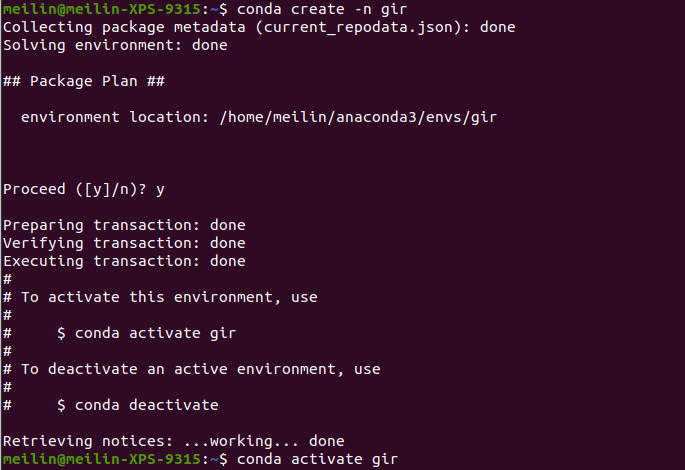 meilin@meilin-XPS-9315:~$ conda create -n gir
Collecting package metadata (current_repodata.json): done
Solving environment: done
## Package Plan ##
environment location: /home/meilin/anaconda3/envs/gir
Proceed ([y]/n)? y
Preparing transaction: done
Verifying transaction: done
Executing transaction: done
#
# To activate this environment, use
#
#     $ conda activate gir
#
# To deactivate an active environment, use
#
#     $ conda deactivate
Retrieving notices: ...working... done
meilin@meilin-XPS-9315:~$ conda activate gir